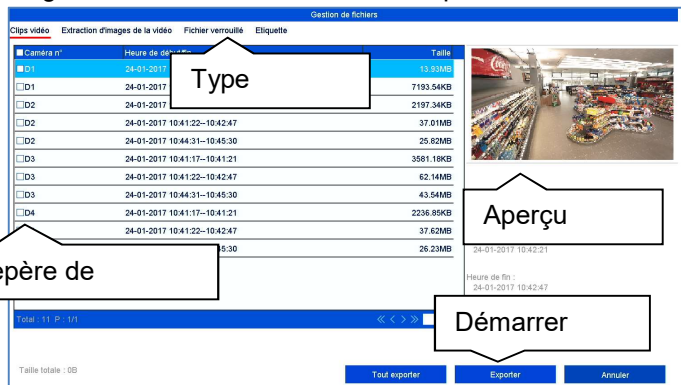 Gestion de fichiers
Clips vidéo Extraction d'images de la vidéo Fichier verrouillé Etiquette
Caméra n° Heure de début/fin Taille
D1 24-01-2017 13.93MB
D1 24-01-2017 7193.54KB
D2 24-01-2017 2197.34KB
D2 24-01-2017 10:41:22--10:42:47 37.01MB
D2 24-01-2017 10:44:31--10:45:30 25.82MB
D3 24-01-2017 10:41:17--10:41:21 3581.18KB
D3 24-01-2017 10:41:22--10:42:47 62.14MB
D3 24-01-2017 10:44:31--10:45:30 43.54MB
D4 24-01-2017 10:41:17--10:41:21 2236.85KB
24-01-2017 10:41:22--10:42:47 37.62MB
5:30 26.23MB
Type
Aperçu
24-01-2017 10:42:21
Heure de fin :
24-01-2017 10:42:47
epère de
Démarrer
Total : 11 P : 1/1
Taille totale : 0B
Tout exporter Exporter Annuler